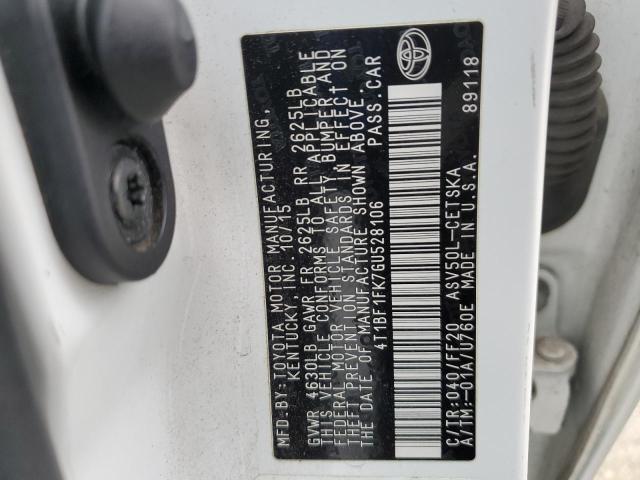 MFD·BY:TOYOTA MOTOR MANUFACTURING,
KENTUCKY, INC. 10/15
GVWR 4630LB GAWR FR 2625LB RR 2625LB
THIS VEHICLE CONFORMS TO ALL APPLICABLE
FEDERAL MOTOR VEHICLE SAFETY, BUMPER AND
THEFT PREVENTION STANDARDS IN EFFECT ON
THE DATE OF MANUFACTURE SHOWN ABOVE.
4T1BF1FK7GU528106 PASS.CAR
C/TR:040/FF20 ASV50L-CETSKA
A/TM:-01A/U760E MADE IN U.S.A. 89118